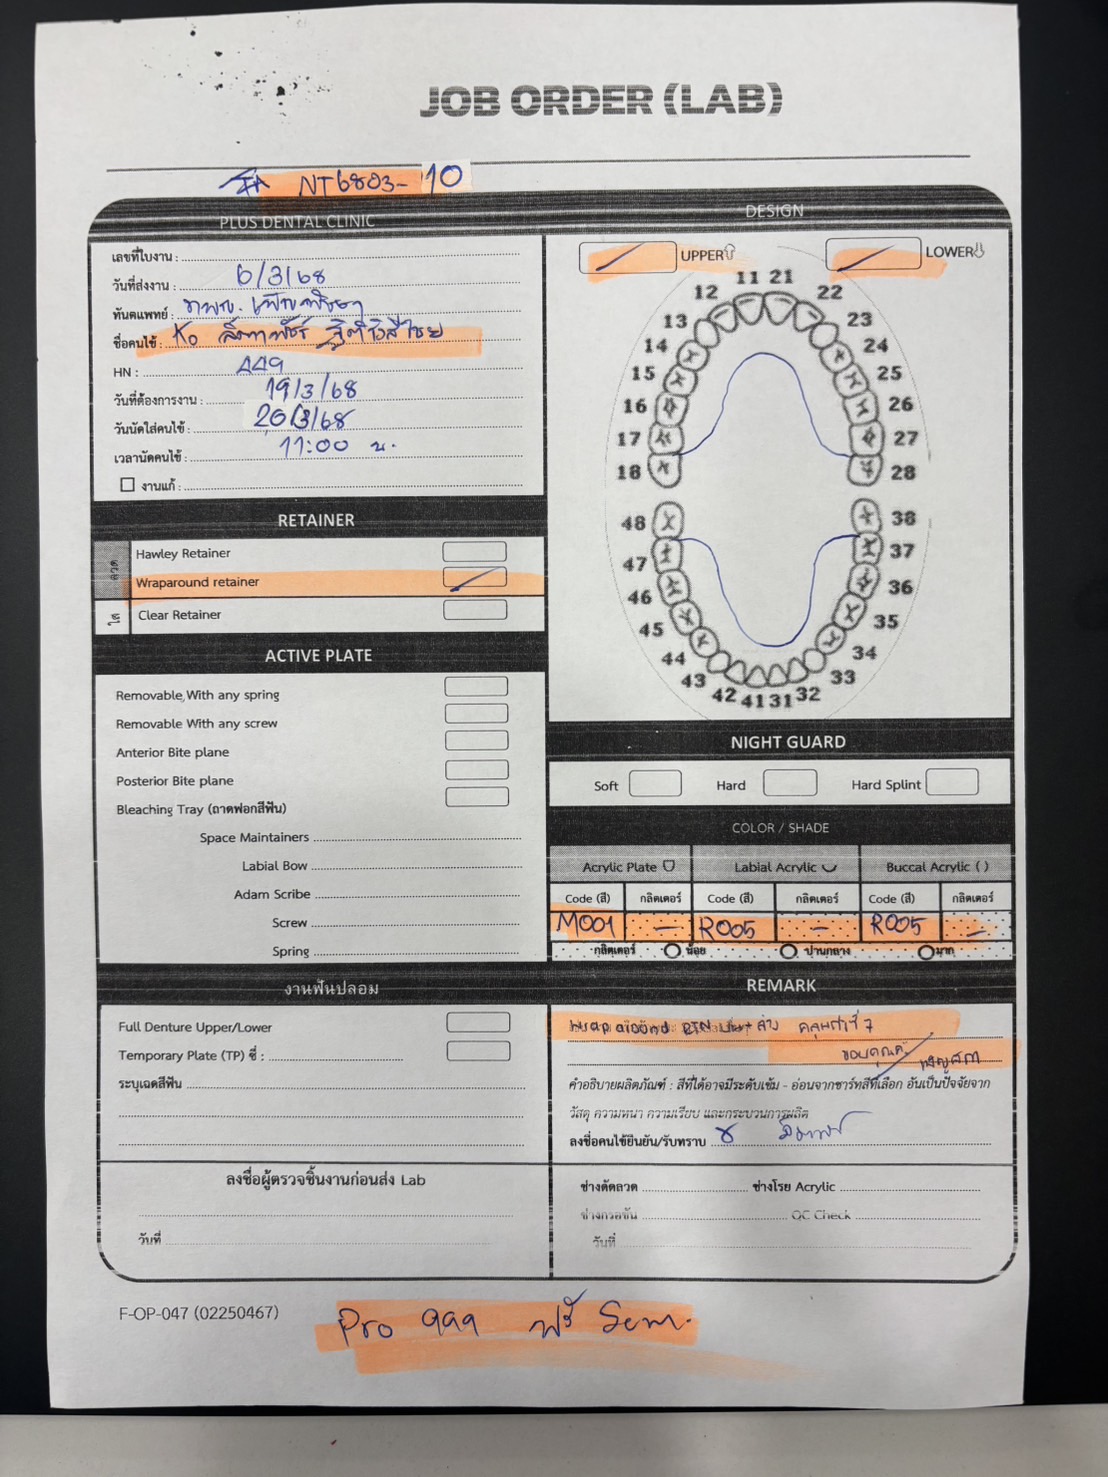 JOB ORDER (LAB)
NT6803-10
PLUS DENTAL CLINIC
เลขที่ใบงาน :
วันที่ส่งงาน : 6/3/68
ทันตแพทย์ : ทพญ.
ชื่อคนไข้ :
HN : 449
วันที่ต้องการงาน : 19/3/68
วันนัดใส่คนไข้ : 20/3/68
เวลานัดคนไข้ : 11:00 น.
งานแก้ :
RETAINER
ลวด
Hawley Retainer
Wraparound retainer
ใส
Clear Retainer
ACTIVE PLATE
Removable With any spring
Removable With any screw
Anterior Bite plane
Posterior Bite plane
Bleaching Tray (ถาดฟอกสีฟัน)
Space Maintainers
Labial Bow
Adam Scribe
Screw
Spring
งานฟันปลอม
Full Denture Upper/Lower
Temporary Plate (TP) ซี่ :
ระบุเฉดสีฟัน
ลงชื่อผู้ตรวจชิ้นงานก่อนส่ง Lab
วันที่
DESIGN
UPPER LOWER
11 21
12 22
13 23
14 24
15 25
16 26
17 27
18 28
48 38
47 37
46 36
45 35
44 34
43 33
42 41 31 32
NIGHT GUARD
Soft Hard Hard Splint
COLOR / SHADE
Acrylic Plate Labial Acrylic Buccal Acrylic ( )
Code (สี) กลิตเตอร์ Code (สี) กลิตเตอร์ Code (สี) กลิตเตอร์
M001 - R005 - R005 -
กลิตเตอร์ น้อย ปานกลาง มาก
REMARK
Wrap around RTN บน+ล่าง คลุมถึงซี่ 7
ขอบคุณค่ะ
คำอธิบายผลิตภัณฑ์ : สีที่ได้อาจมีระดับเข้ม - อ่อนจากชาร์ทสีที่เลือก อันเป็นปัจจัยจาก
วัสดุ ความหนา ความเรียบ และกระบวนการผลิต
ลงชื่อคนไข้ยืนยัน/รับทราบ
ช่างดัดลวด ช่างโรย Acrylic
ช่างกรอขัด QC Check
วันที่
F-OP-047 (02250467)
Pro 999 ฟรี